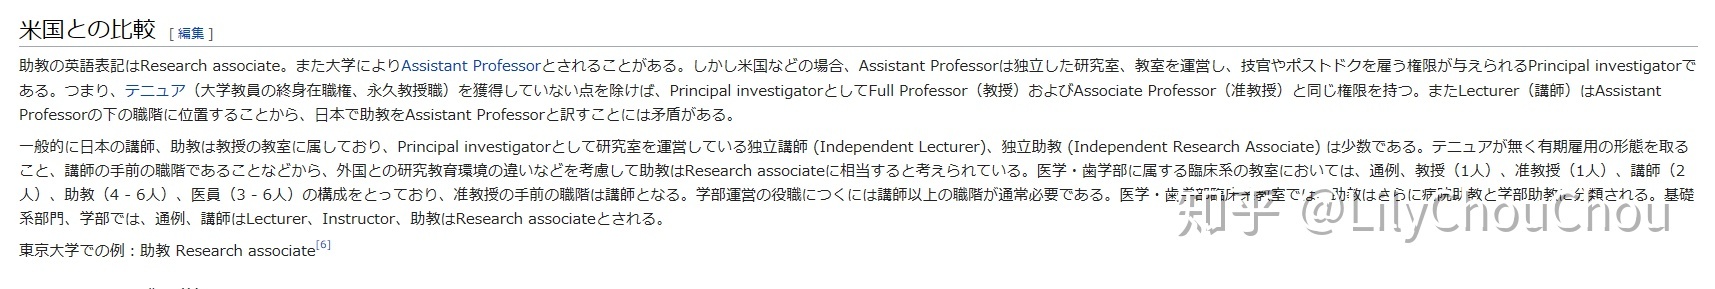 米国との比較 [ 編集 ]
助教の英語表記はResearch associate。また大学によりAssistant Professorとされることがある。しかし米国などの場合、Assistant Professorは独立した研究室、教室を運営し、技官やポストドクを雇う権限が与えられるPrincipal investigatorで
ある。つまり、テニュア（大学教員の終身在職権、永久教授職）を獲得していない点を除けば、Principal investigatorとしてFull Professor（教授）およびAssociate Professor（准教授）と同じ権限を持つ。またLecturer（講師）はAssistant
Professorの下の職階に位置することから、日本で助教をAssistant Professorと訳すことには矛盾がある。
一般的に日本の講師、助教は教授の教室に属しており、Principal investigatorとして研究室を運営している独立講師 (Independent Lecturer)、独立助教 (Independent Research Associate) は少数である。テニュアが無く有期雇用の形態を取る
こと、講師の手前の職階であることなどから、外国との研究教育環境の違いなどを考慮して助教はResearch associateに相当すると考えられている。医学・歯学部に属する臨床系の教室においては、通例、教授（1人）、准教授（1人）、講師（2
人）、助教（4 - 6人）、医員（3 - 6人）の構成をとっており、准教授の手前の職階は講師となる。学部運営の役職につくには講師以上の職階が通常必要である。医学・歯学部臨床系教室では、助教はさらに病院助教と学部助教に分類される。基礎
系部門、学部では、通例、講師はLecturer、Instructor、助教はResearch associateとされる。
知乎 @LilyChouChou
東京大学での例：助教 Research associate[6]